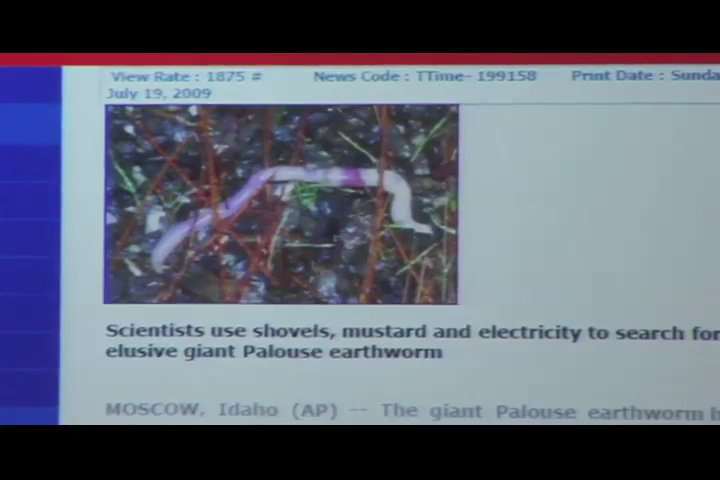 View Rate : 1875 # News Code : TTime- 199158 Print Date : Sunda
July 19, 2009
Scientists use shovels, mustard and electricity to search for
elusive giant Palouse earthworm
MOSCOW, Idaho (AP) -- The giant Palouse earthworm h